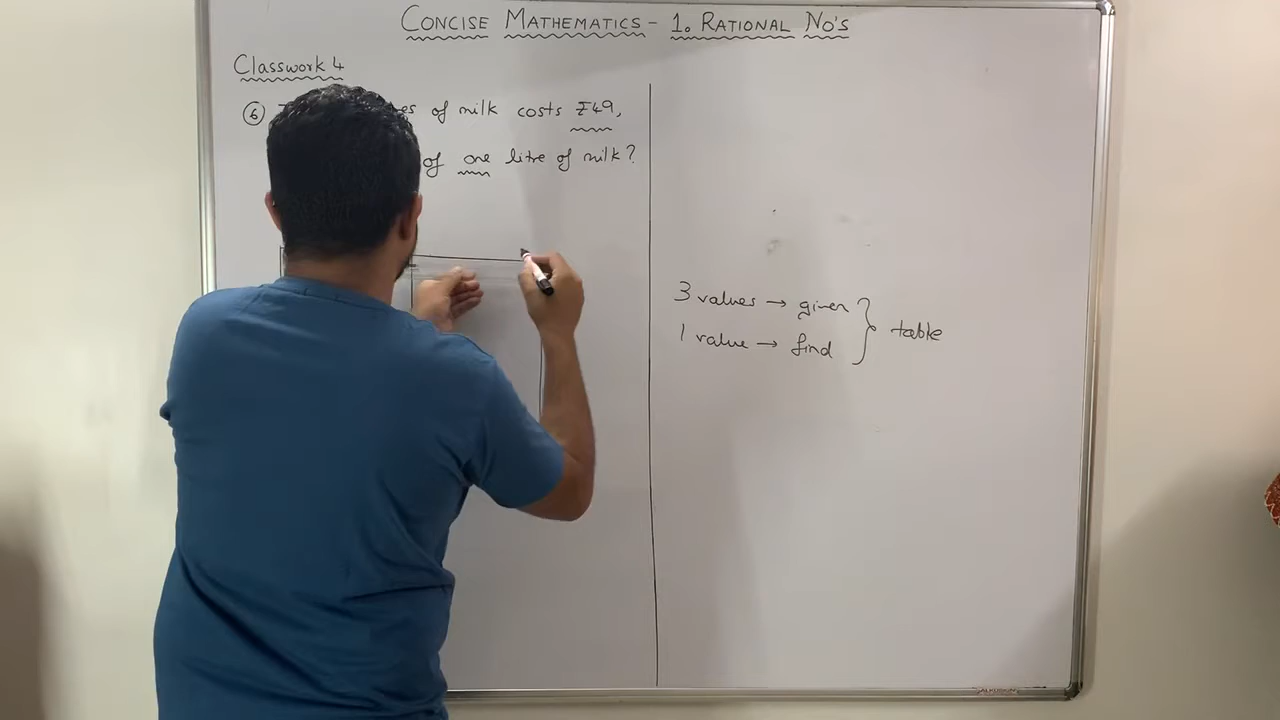 CONCISE MATHEMATICS - 1. RATIONAL NO'S
Classwork 4
⑥ of milk costs ₹49,
of one litre of milk?
3 values → given
1 value → find
} table